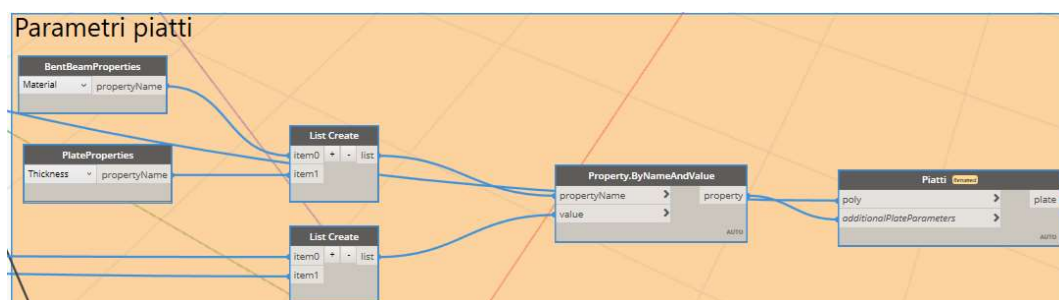 Parametri piatti
BentBeamProperties
Material propertyName
PlateProperties
Thickness propertyName
List Create
item0 + - list
item1
List Create
item0 + - list
item1
Property.ByNameAndValue
propertyName > property
value >
AUTO
Piatti
poly > plate
additionalPlateParameters >
AUTO